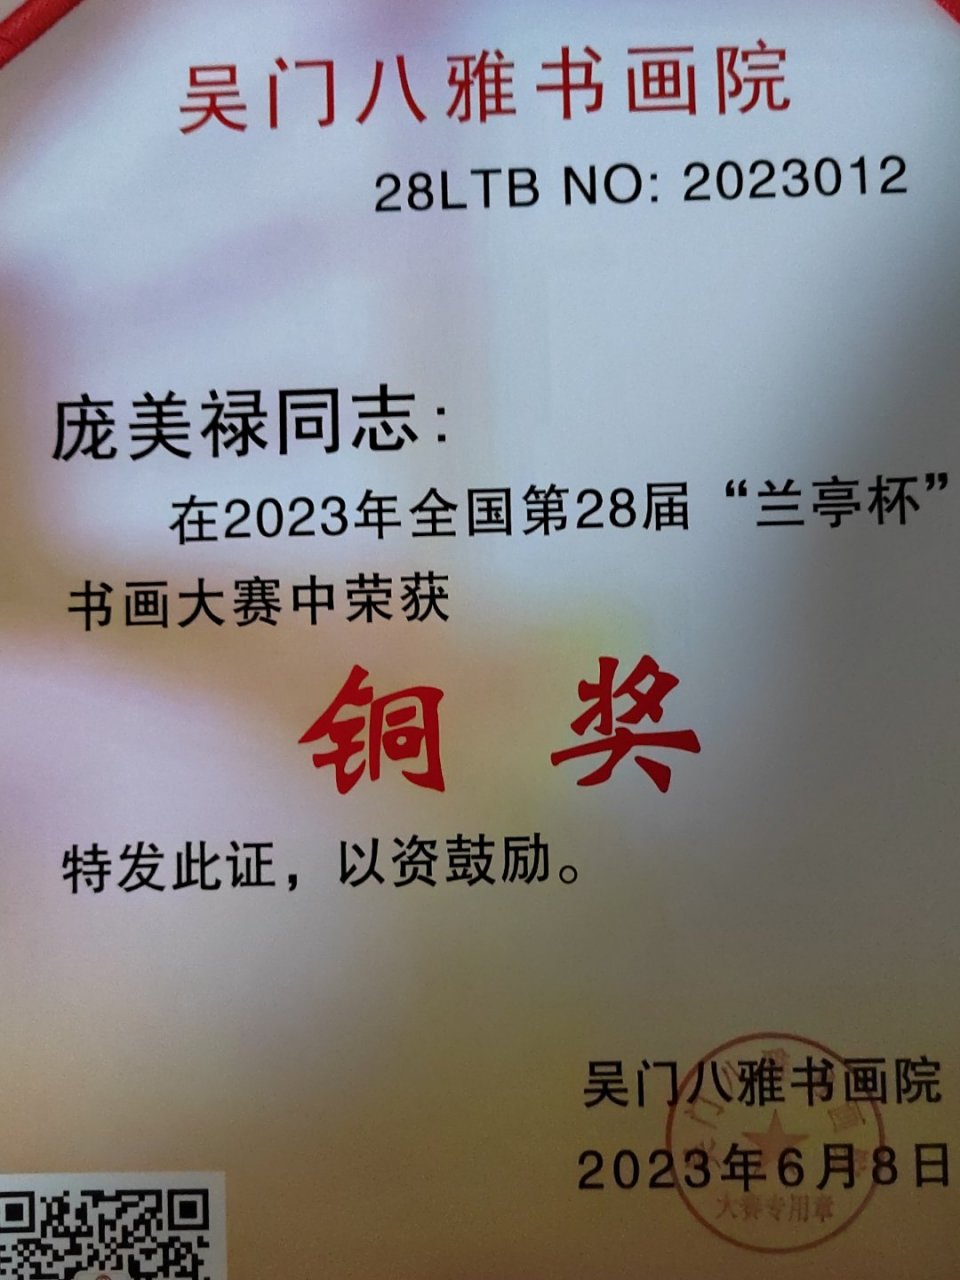 吴门八雅书画院
28LTB NO: 2023012
庞美禄同志:
在2023年全国第28届“兰亭杯”
书画大赛中荣获
铜 奖
特发此证，以资鼓励。
吴门八雅书画院
2023年6月8日
大赛专用章